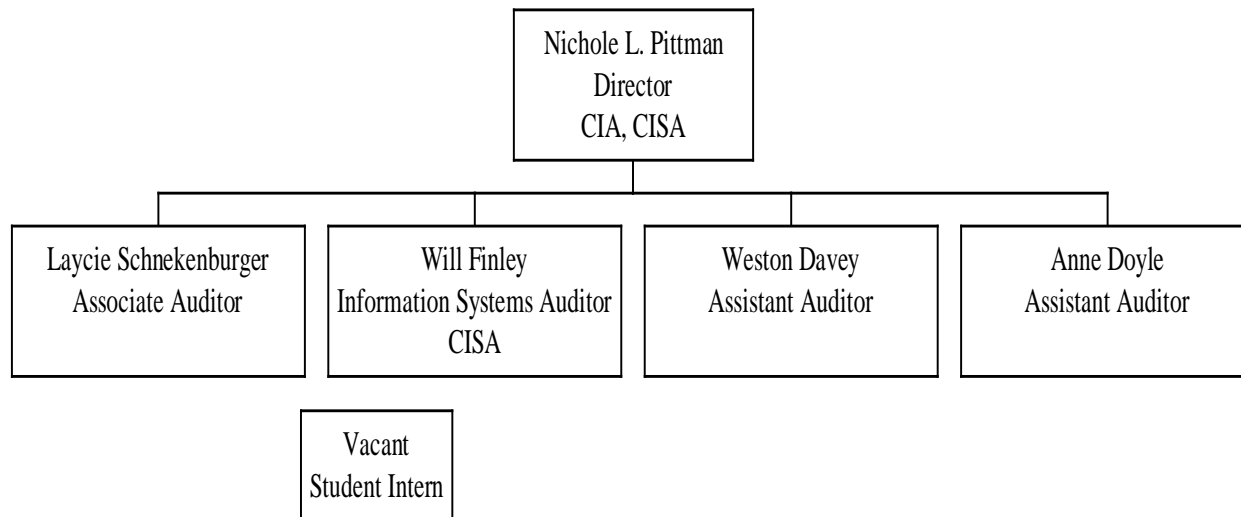 Nichole L. Pittman
Director
CIA, CISA
Laycie Schnekenburger
Associate Auditor
Will Finley
Information Systems Auditor
CISA
Weston Davey
Assistant Auditor
Anne Doyle
Assistant Auditor
Vacant
Student Intern